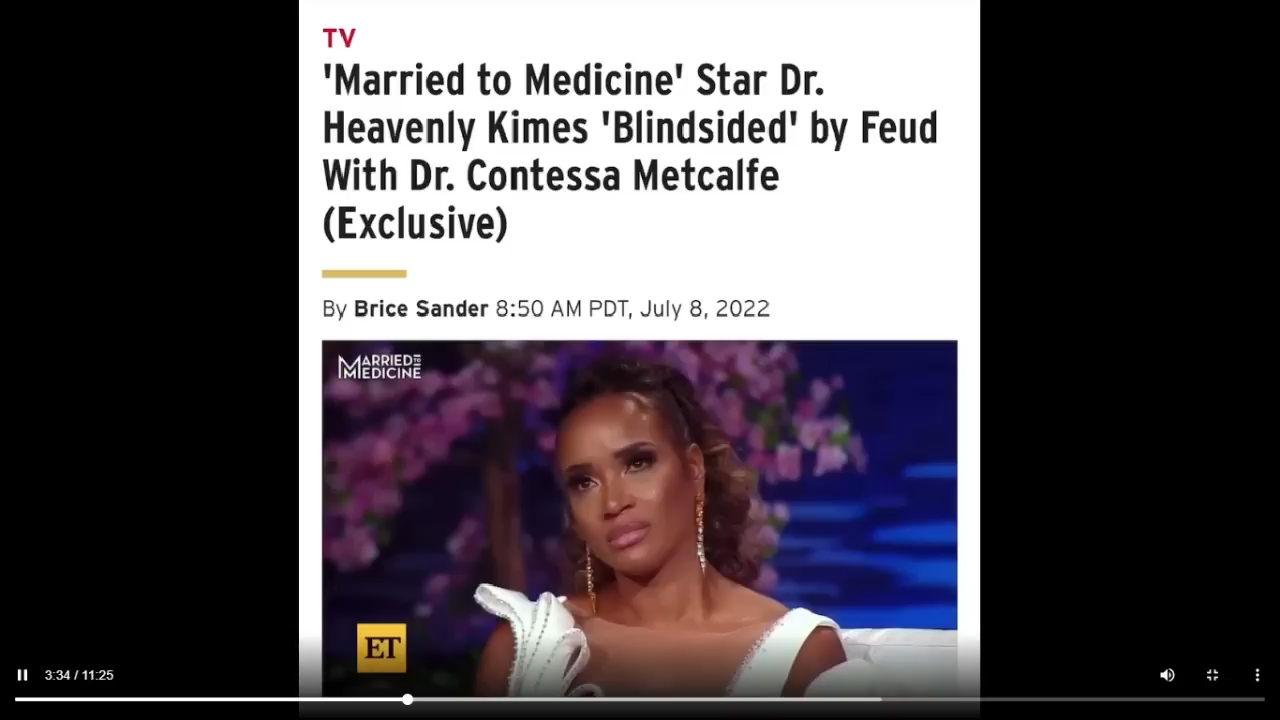 TV
'Married to Medicine' Star Dr.
Heavenly Kimes 'Blindsided' by Feud
With Dr. Contessa Metcalfe
(Exclusive)
By Brice Sander 8:50 AM PDT, July 8, 2022
MARRIED TO
MEDICINE
ET
3:34 / 11:25